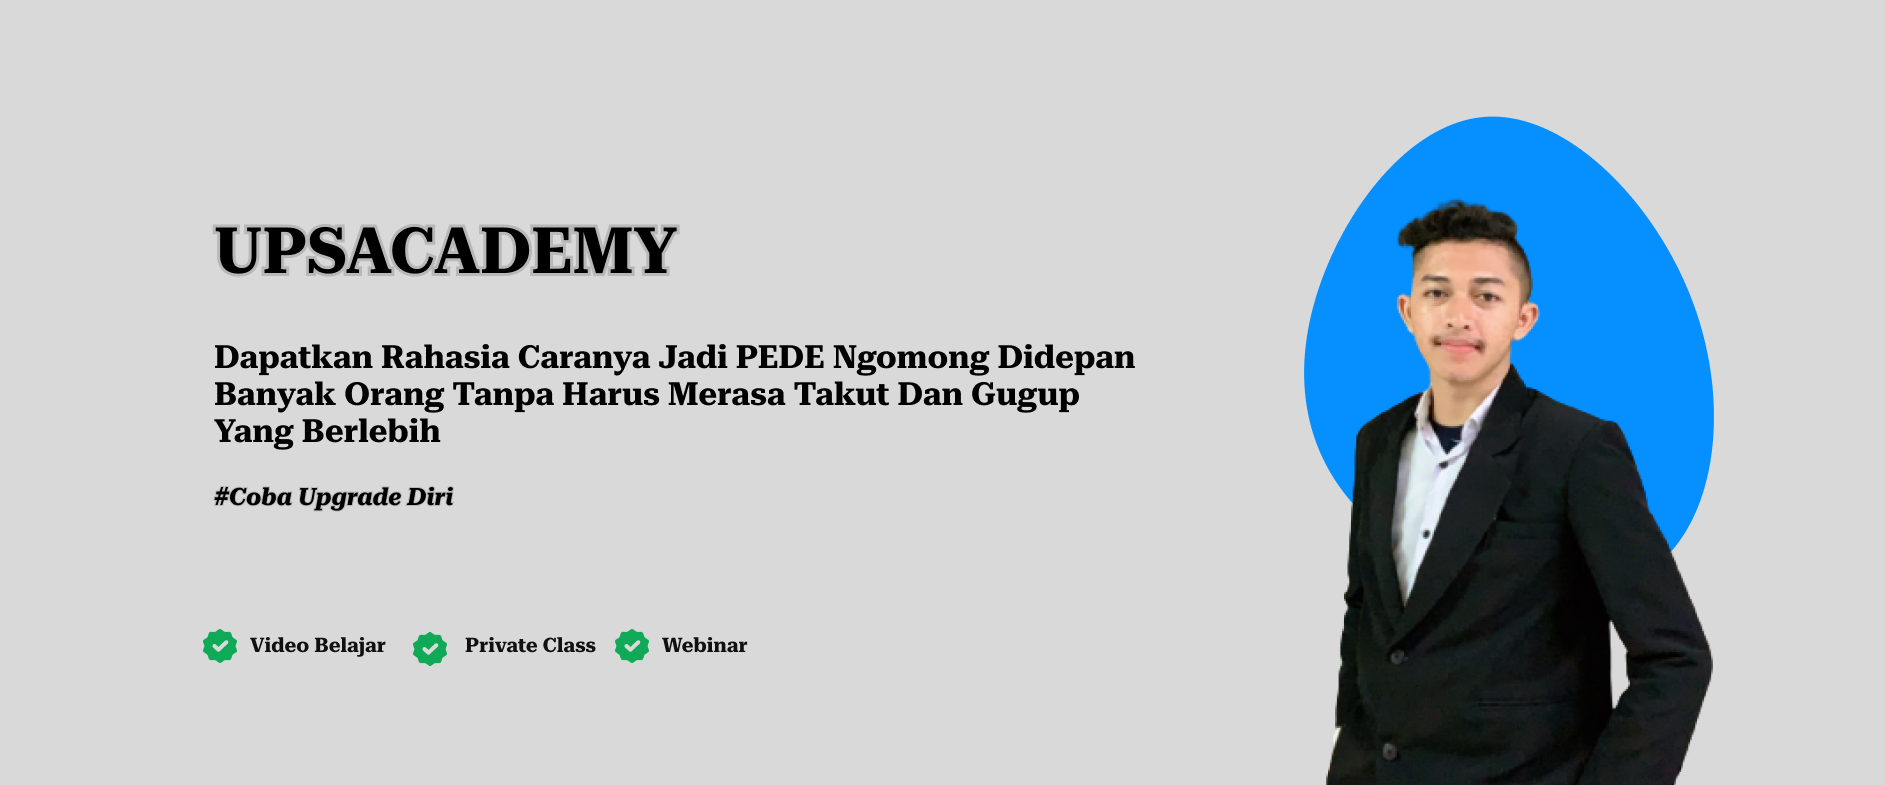 UPSACADEMY
Dapatkan Rahasia Caranya Jadi PEDE Ngomong Didepan
Banyak Orang Tanpa Harus Merasa Takut Dan Gugup
Yang Berlebih
#Coba Upgrade Diri
Video Belajar Private Class Webinar